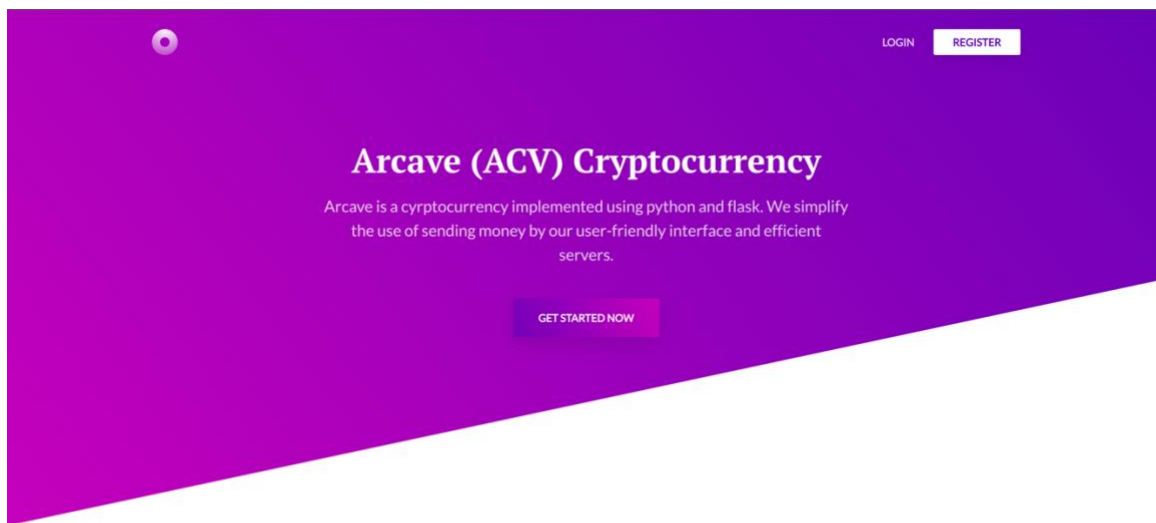 LOGIN REGISTER
Arcave (ACV) Cryptocurrency
Arcave is a cyrptocurrency implemented using python and flask. We simplify
the use of sending money by our user-friendly interface and efficient
servers.
GET STARTED NOW